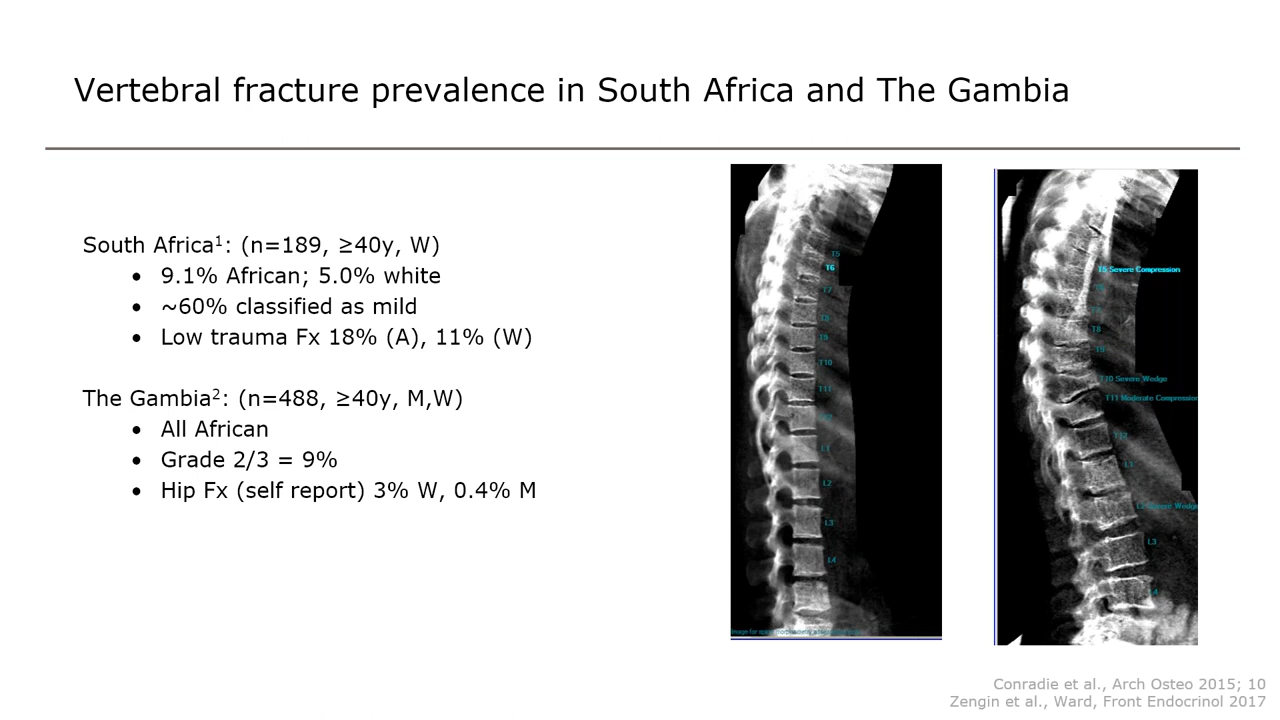 Vertebral fracture prevalence in South Africa and The Gambia
South Africa¹: (n=189, ≥40y, W)
• 9.1% African; 5.0% white
• ~60% classified as mild
• Low trauma Fx 18% (A), 11% (W)
The Gambia²: (n=488, ≥40y, M,W)
• All African
• Grade 2/3 = 9%
• Hip Fx (self report) 3% W, 0.4% M
T5
T6
T7
T8
T9
T10
T11
L1
L2
L3
L4
T5 Severe Compression
T8
T9
T10 Severe Wedge
T11 Moderate Compression
T12
L1
L2 Severe Wedge
L3
Conradie et al., Arch Osteo 2015; 10
Zengin et al., Ward, Front Endocrinol 2017